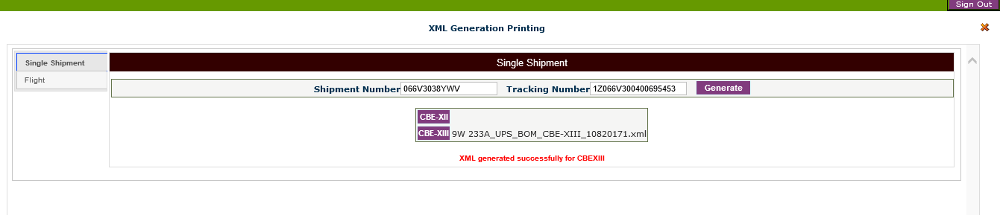 Sign Out
XML Generation Printing
Single Shipment
Flight
Single Shipment
Shipment Number 066V3038YWV Tracking Number 1Z066V300400695453 Generate
CBE-XII
CBE-XIII 9W 233A_UPS_BOM_CBE-XIII_10820171.xml
XML generated successfully for CBEXIII